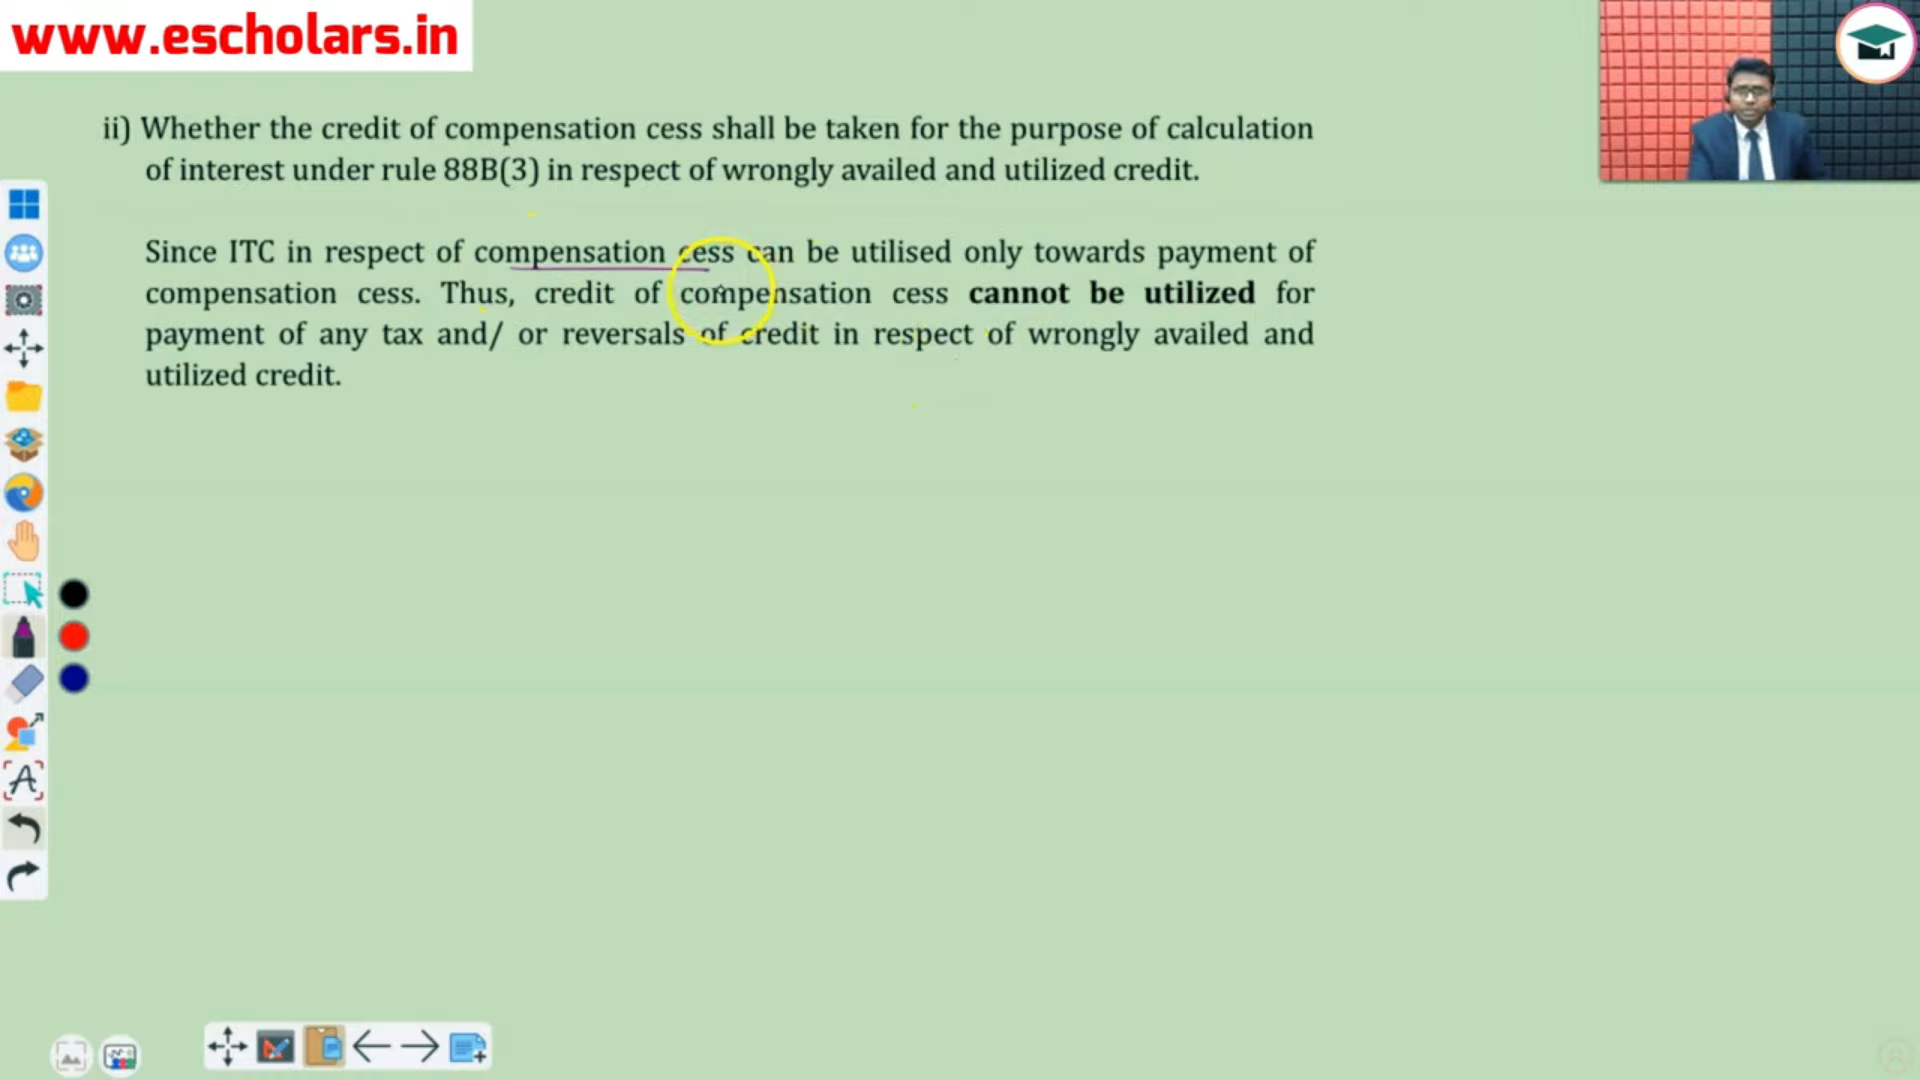 www.escholars.in
ii) Whether the credit of compensation cess shall be taken for the purpose of calculation
of interest under rule 88B(3) in respect of wrongly availed and utilized credit.
Since ITC in respect of compensation cess can be utilised only towards payment of
compensation cess. Thus, credit of compensation cess cannot be utilized for
payment of any tax and/ or reversals of credit in respect of wrongly availed and
utilized credit.